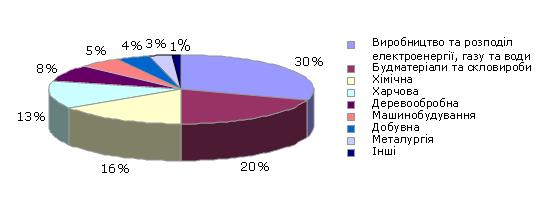 3%
1%
4%
5%
8%
13%
16%
20%
30%
Виробництво та розподіл
електроенергії, газу та води
Будматеріали та скловироби
Хімічна
Харчова
Деревообробна
Машинобудування
Добувна
Металургія
Інші